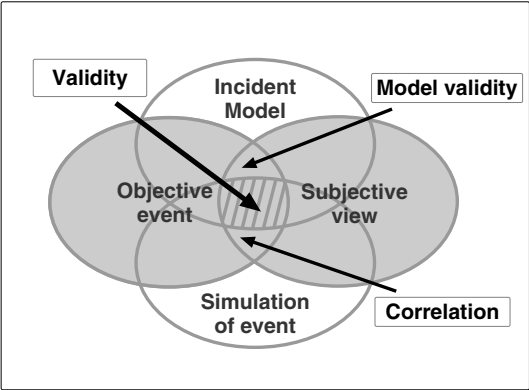 Validity
Incident
Model
Model validity
Objective
event
Subjective
view
Simulation
of event
Correlation